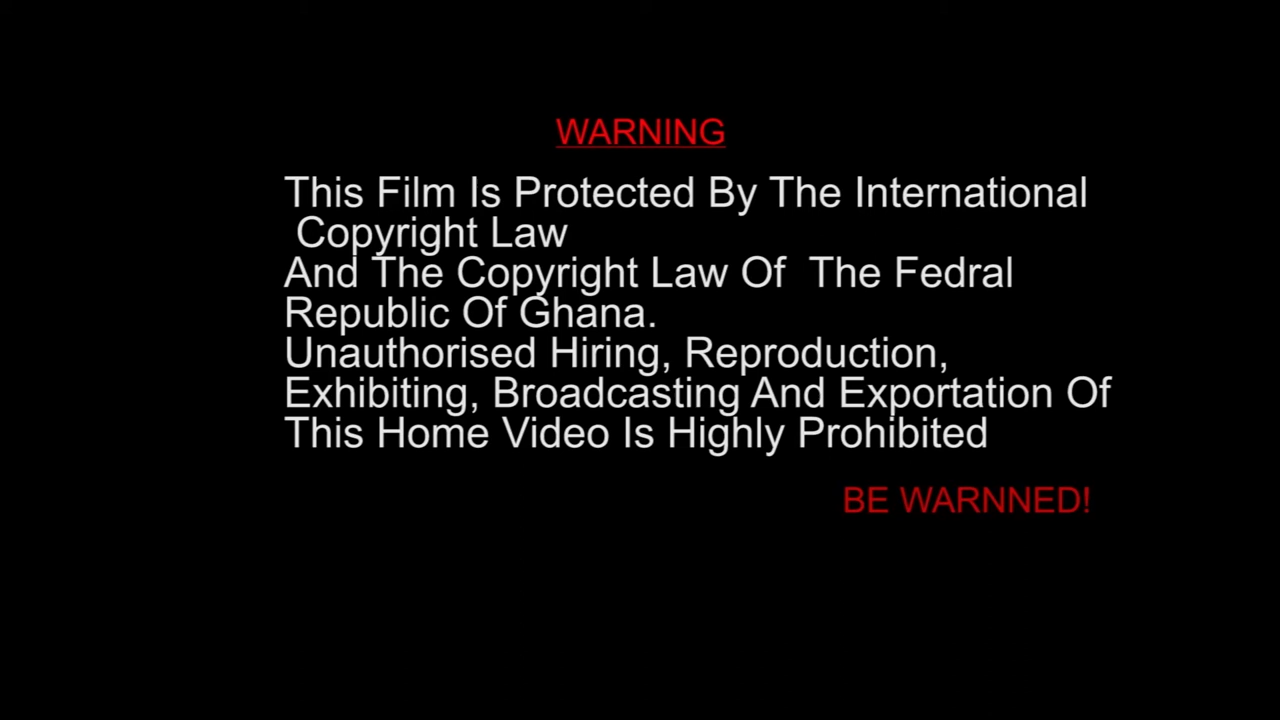 WARNING
This Film Is Protected By The International
Copyright Law
And The Copyright Law Of The Fedral
Republic Of Ghana.
Unauthorised Hiring, Reproduction,
Exhibiting, Broadcasting And Exportation Of
This Home Video Is Highly Prohibited
BE WARNNED!